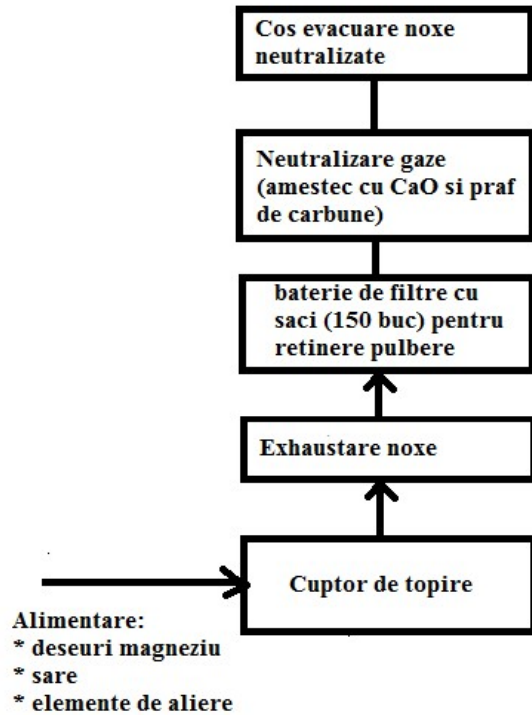 Cos evacuare noxe
neutralizate
Neutralizare gaze
(amestec cu CaO si praf
de carbune)
baterie de filtre cu
saci (150 buc) pentru
retinere pulbere
Exhaustare noxe
Cuptor de topire
Alimentare:
* deseuri magneziu
* sare
* elemente de aliere